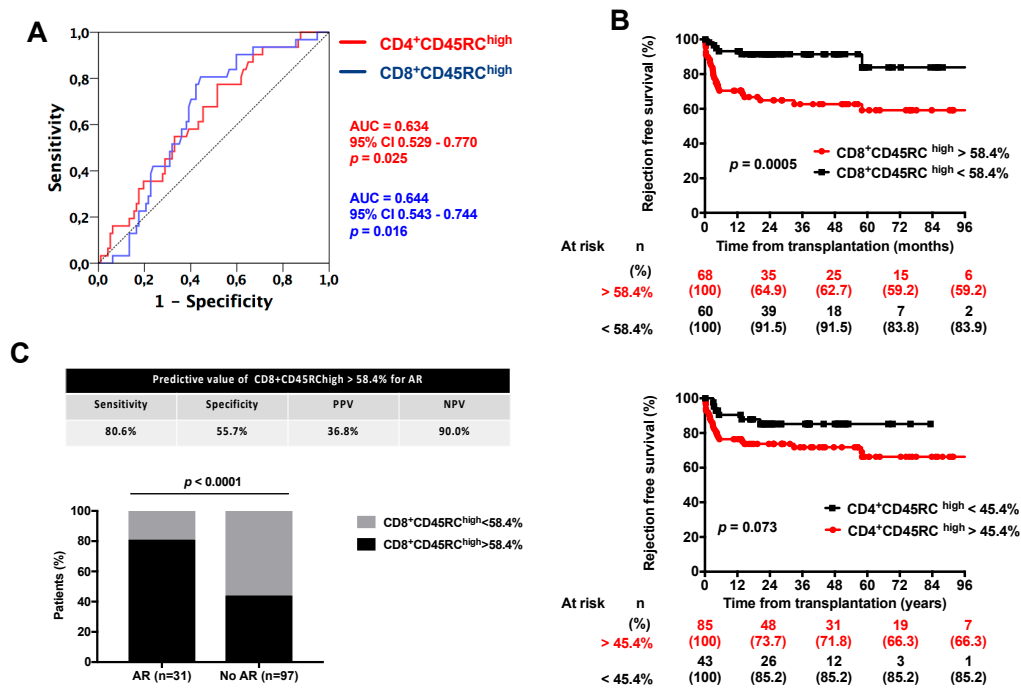 A
1,0
0,8
0,6
0,4
0,2
0,0
0,0 0,2 0,4 0,6 0,8 1,0
Sensitivity
1 – Specificity
CD4+CD45RChigh
CD8+CD45RChigh
AUC = 0.634
95% CI 0.529 - 0.770
p = 0.025
AUC = 0.644
95% CI 0.543 - 0.744
p = 0.016
B
Rejection free survival (%)
100
80
60
40
20
0
p = 0.0005
CD8+CD45RC high > 58.4%
CD8+CD45RC high < 58.4%
0 12 24 36 48 60 72 84 96
At risk n Time from transplantation (months)
(%)
68 35 25 15 6
> 58.4% (100) (64.9) (62.7) (59.2) (59.2)
60 39 18 7 2
< 58.4% (100) (91.5) (91.5) (83.8) (83.9)
Rejection free survival (%)
100
80
60
40
20
0
p = 0.073
CD4+CD45RC high < 45.4%
CD4+CD45RC high > 45.4%
0 12 24 36 48 60 72 84 96
At risk n Time from transplantation (years)
(%)
85 48 31 19 7
> 45.4% (100) (73.7) (71.8) (66.3) (66.3)
43 26 12 3 1
< 45.4% (100) (85.2) (85.2) (85.2) (85.2)
C
Predictive value of CD8+CD45RChigh > 58.4% for AR
Sensitivity Specificity PPV NPV
80.6% 55.7% 36.8% 90.0%
p < 0.0001
Patients (%)
100
80
60
40
20
0
AR (n=31) No AR (n=97)
CD8+CD45RChigh<58.4%
CD8+CD45RChigh>58.4%